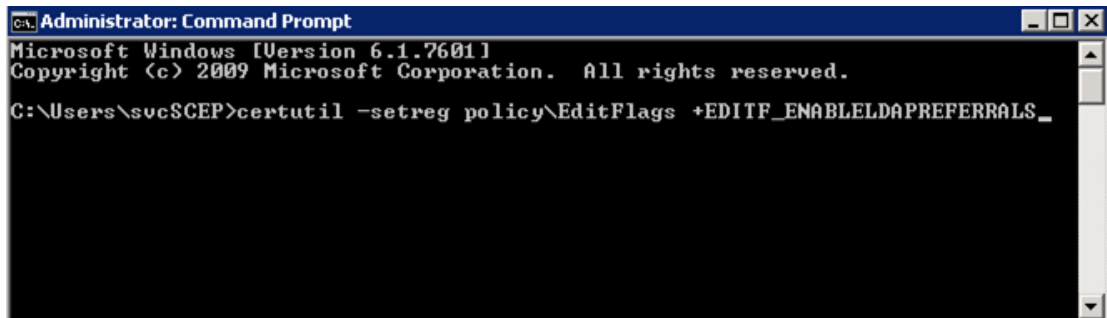 Administrator: Command Prompt
Microsoft Windows [Version 6.1.7601]
Copyright (c) 2009 Microsoft Corporation.  All rights reserved.
C:\Users\svcSCEP>certutil -setreg policy\EditFlags +EDITF_ENABLELDAPREFERRALS_